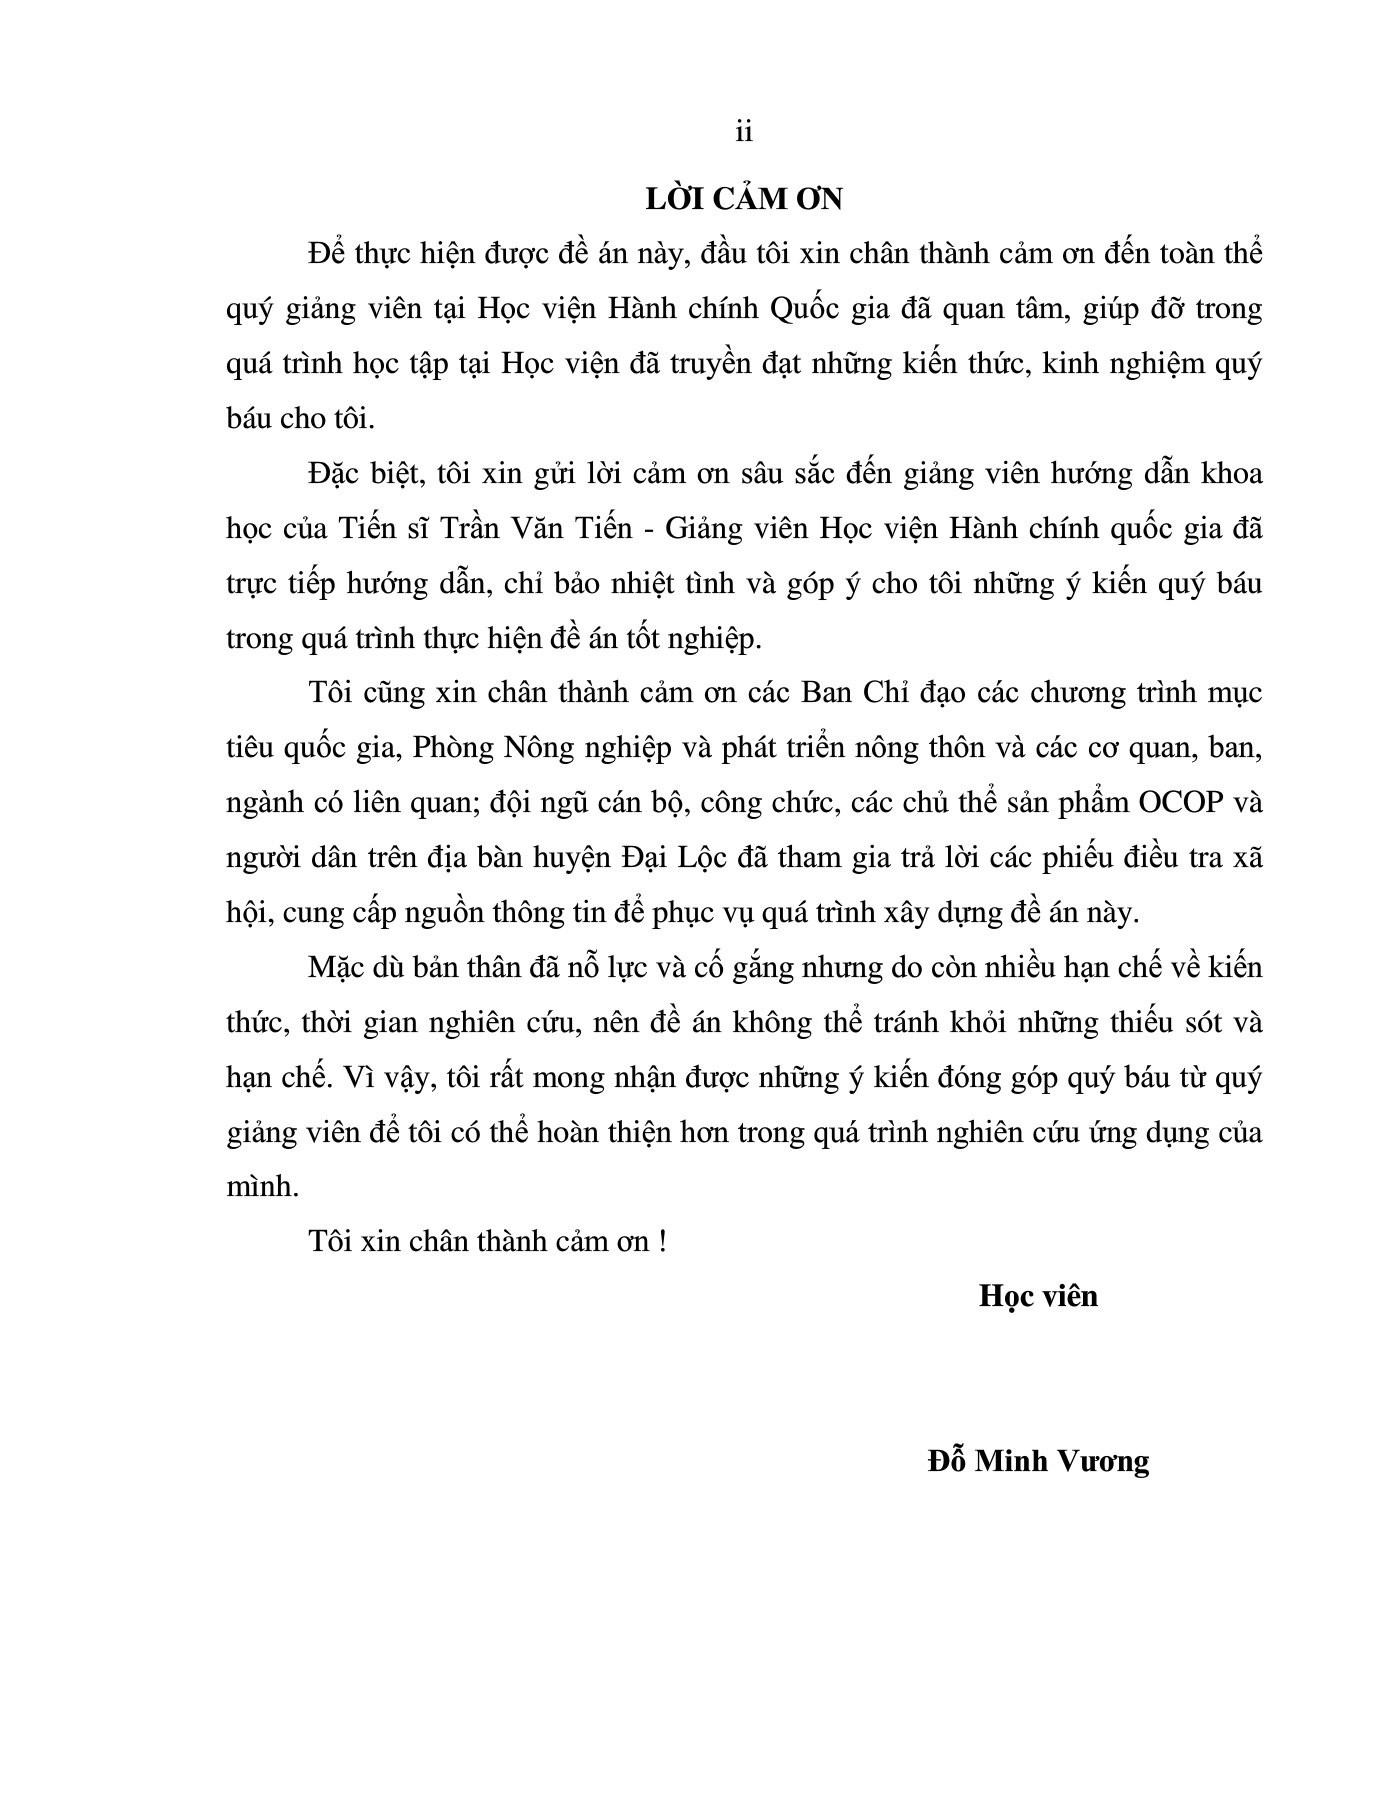 ii
LỜI CẢM ƠN
Để thực hiện được đề án này, đầu tôi xin chân thành cảm ơn đến toàn thể
quý giảng viên tại Học viện Hành chính Quốc gia đã quan tâm, giúp đỡ trong
quá trình học tập tại Học viện đã truyền đạt những kiến thức, kinh nghiệm quý
báu cho tôi.
Đặc biệt, tôi xin gửi lời cảm ơn sâu sắc đến giảng viên hướng dẫn khoa
học của Tiến sĩ Trần Văn Tiến - Giảng viên Học viện Hành chính quốc gia đã
trực tiếp hướng dẫn, chỉ bảo nhiệt tình và góp ý cho tôi những ý kiến quý báu
trong quá trình thực hiện đề án tốt nghiệp.
Tôi cũng xin chân thành cảm ơn các Ban Chỉ đạo các chương trình mục
tiêu quốc gia, Phòng Nông nghiệp và phát triển nông thôn và các cơ quan, ban,
ngành có liên quan; đội ngũ cán bộ, công chức, các chủ thể sản phẩm OCOP và
người dân trên địa bàn huyện Đại Lộc đã tham gia trả lời các phiếu điều tra xã
hội, cung cấp nguồn thông tin để phục vụ quá trình xây dựng đề án này.
Mặc dù bản thân đã nỗ lực và cố gắng nhưng do còn nhiều hạn chế về kiến
thức, thời gian nghiên cứu, nên đề án không thể tránh khỏi những thiếu sót và
hạn chế. Vì vậy, tôi rất mong nhận được những ý kiến đóng góp quý báu từ quý
giảng viên để tôi có thể hoàn thiện hơn trong quá trình nghiên cứu ứng dụng của
mình.
Tôi xin chân thành cảm ơn !
Học viên
Đỗ Minh Vương